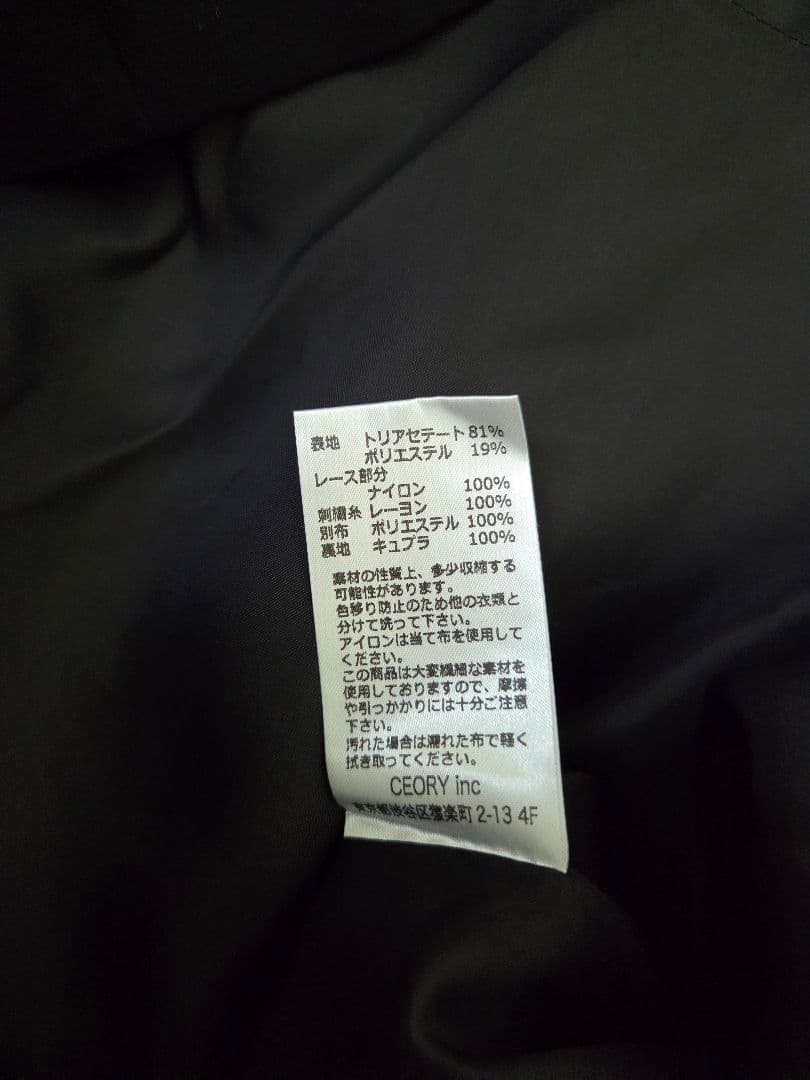 表地 トリアセテート 81%
ポリエステル 19%
レース部分
ナイロン 100%
刺繍糸 レーヨン 100%
別布 ポリエステル 100%
裏地 キュプラ 100%
素材の性質上、多少収縮する
可能性があります。
色移り防止のため他の衣類と
分けて洗って下さい。
アイロンは当て布を使用して
ください。
この商品は大変繊細な素材を
使用しておりますので、摩擦
や引っかかりには十分ご注意
下さい。
汚れた場合は濡れた布で軽く
拭き取ってください。
CEORY inc
東京都渋谷区猿楽町 2-13 4F